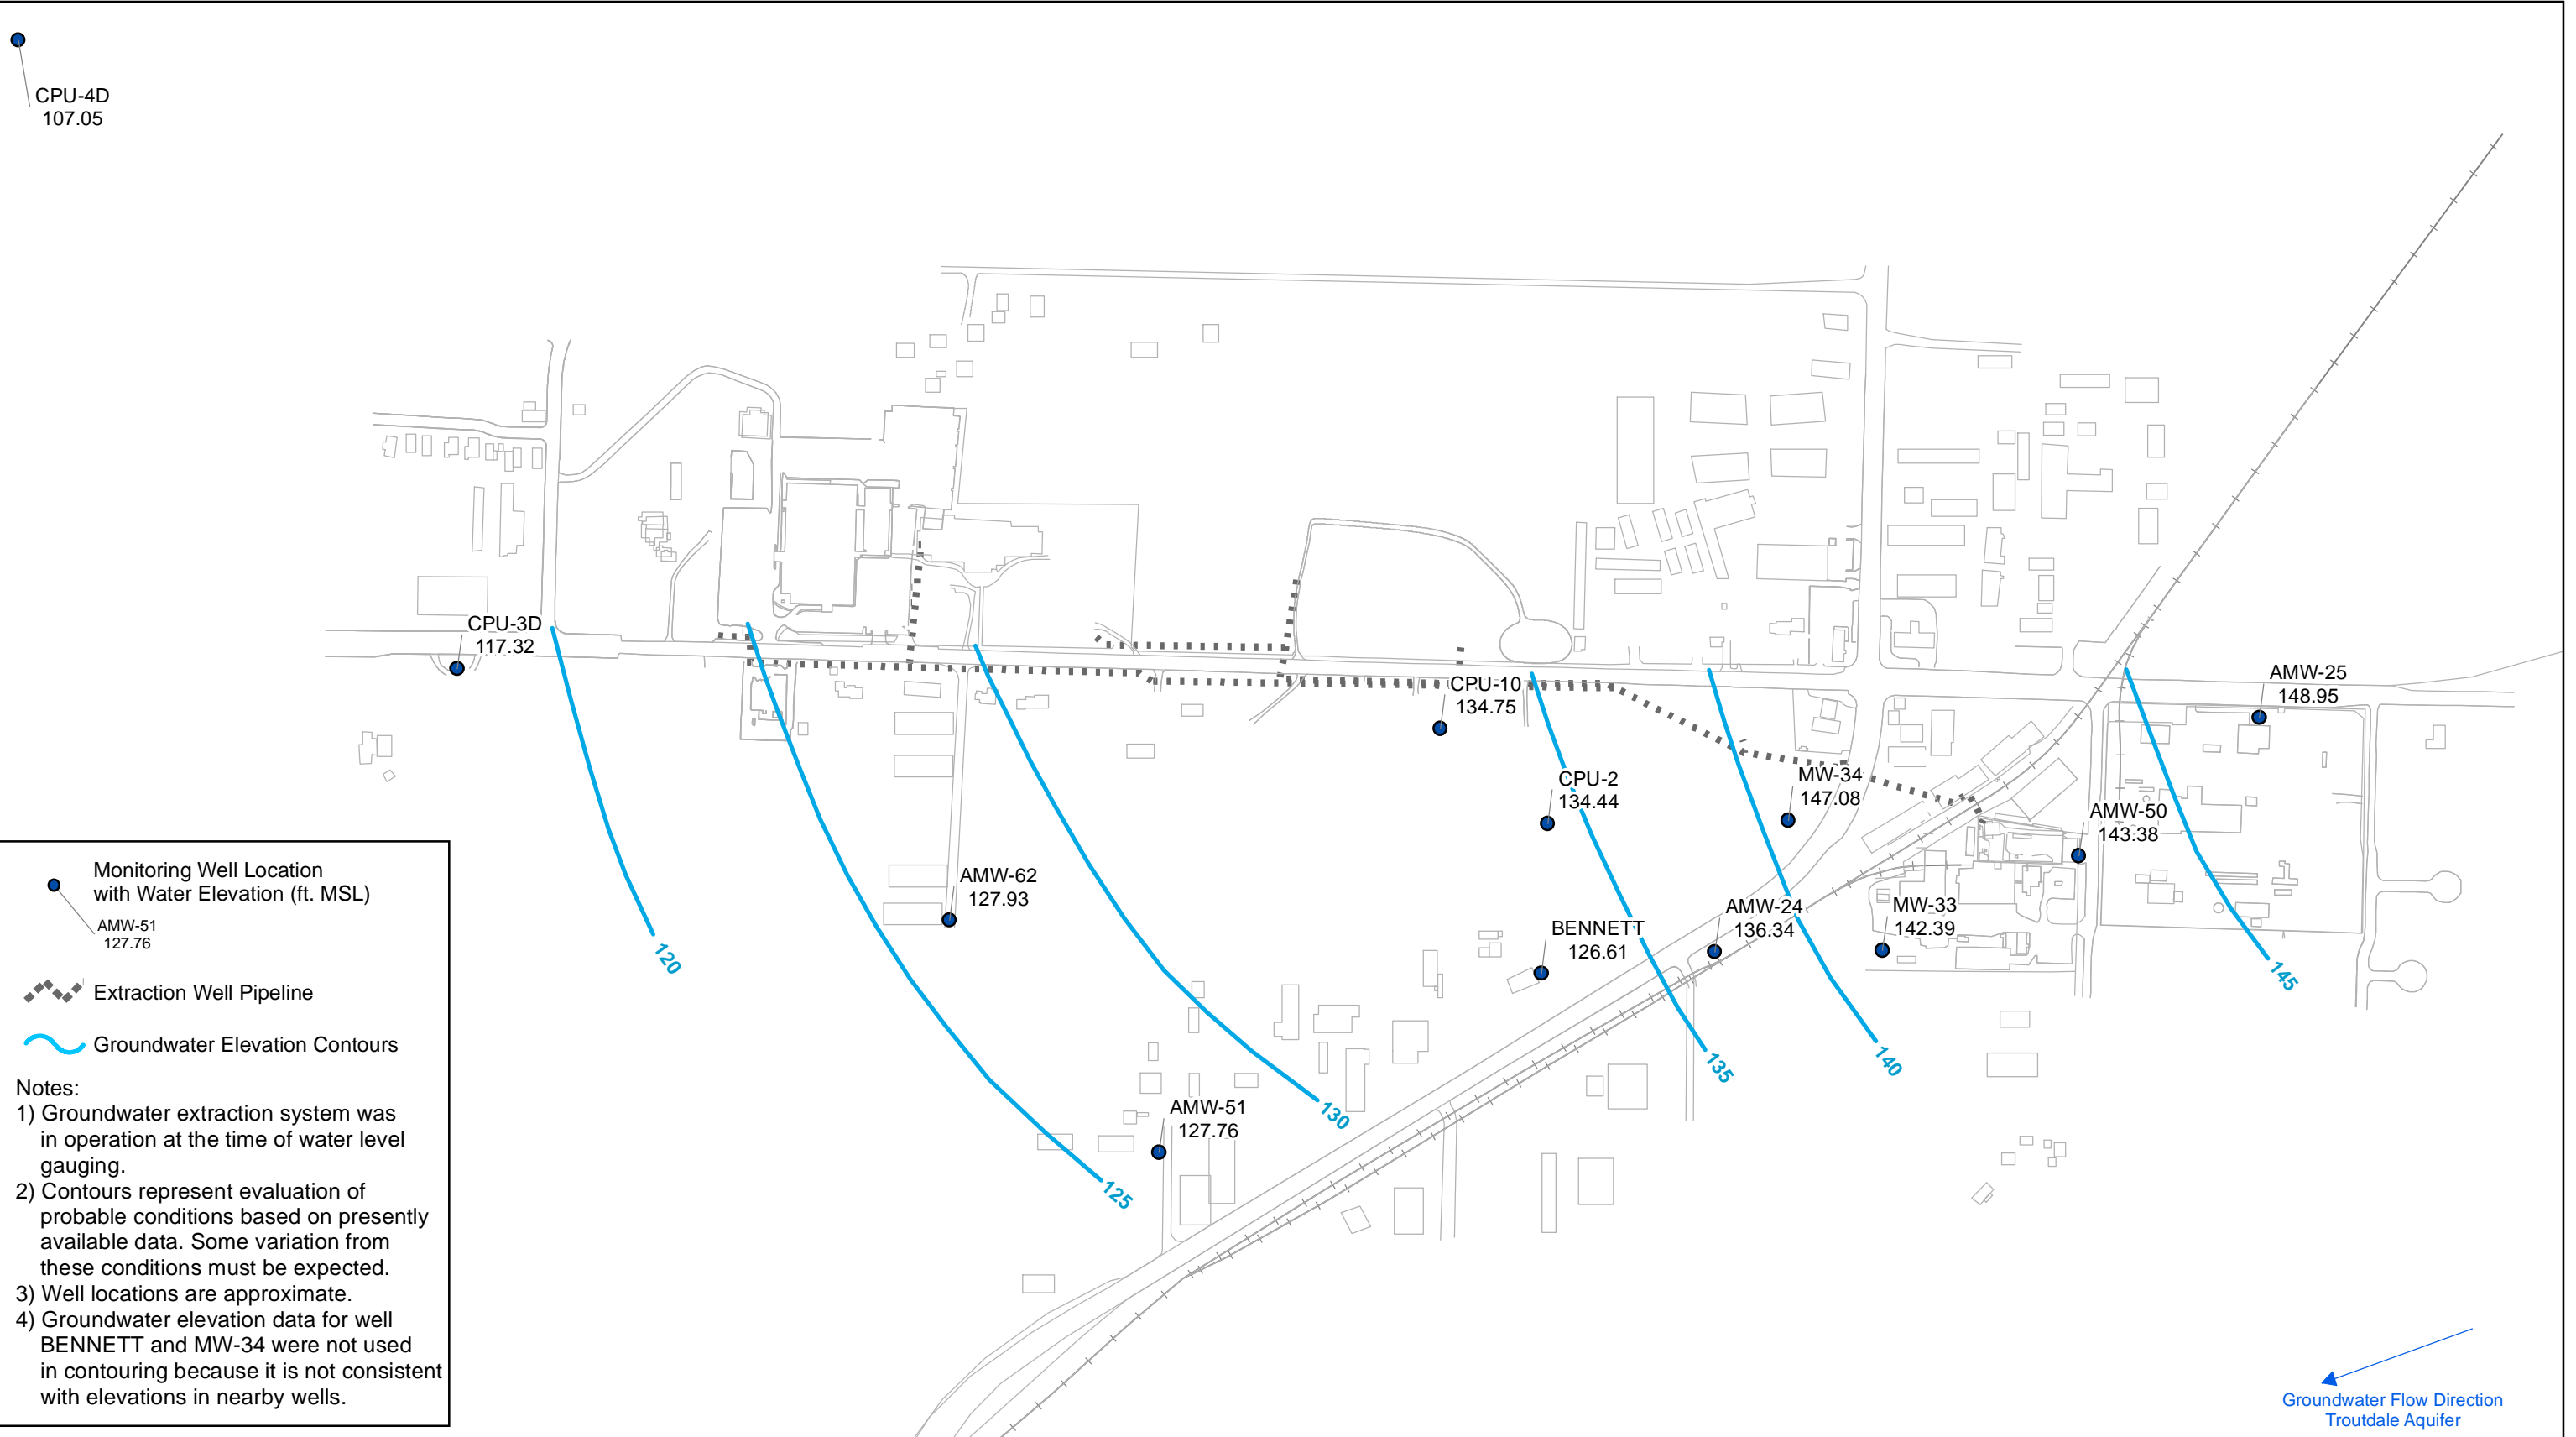 CPU-4D
107.05
CPU-3D
117.32
CPU-10
134.75
AMW-25
148.95
CPU-2
134.44
MW-34
147.08
AMW-50
143.38
AMW-62
127.93
BENNETT
126.61
AMW-24
136.34
MW-33
142.39
AMW-51
127.76
120
125
130
135
140
145
Monitoring Well Location
with Water Elevation (ft. MSL)
AMW-51
127.76
Extraction Well Pipeline
Groundwater Elevation Contours
Notes:
1) Groundwater extraction system was
in operation at the time of water level
gauging.
2) Contours represent evaluation of
probable conditions based on presently
available data. Some variation from
these conditions must be expected.
3) Well locations are approximate.
4) Groundwater elevation data for well
BENNETT and MW-34 were not used
in contouring because it is not consistent
with elevations in nearby wells.
Groundwater Flow Direction
Troutdale Aquifer